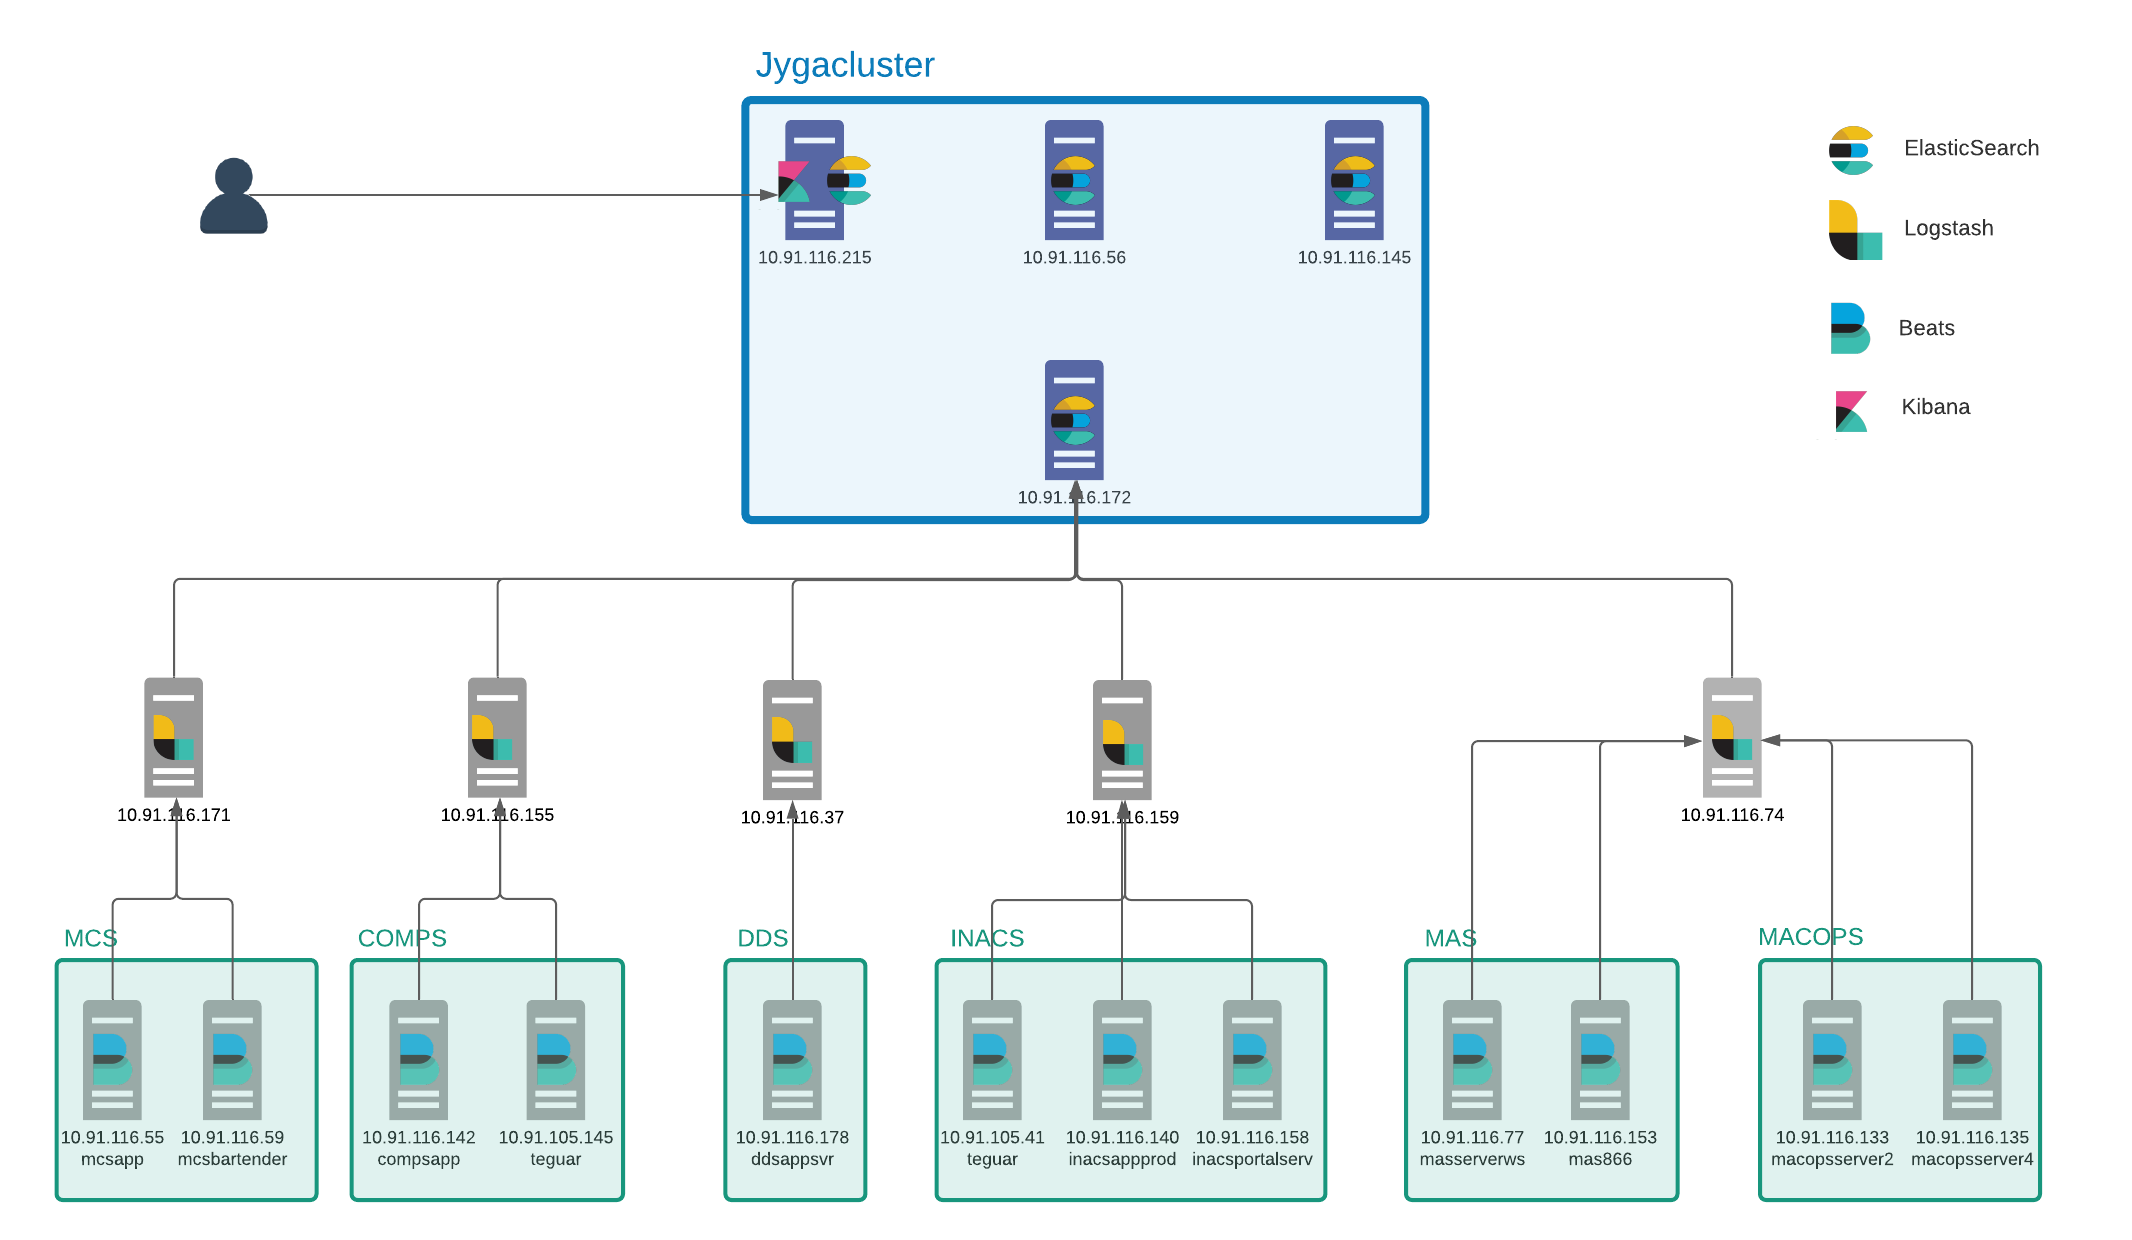 Jygacluster
10.91.116.215
10.91.116.56
10.91.116.145
10.91.116.172
ElasticSearch
Logstash
Beats
Kibana
10.91.116.171
10.91.116.155
10.91.116.37
10.91.116.159
10.91.116.74
MCS
10.91.116.55
mcsapp
10.91.116.59
mcsbartender
COMPS
10.91.116.142
compsapp
10.91.105.145
teguar
DDS
10.91.116.178
ddsappsvr
INACS
10.91.105.41
teguar
10.91.116.140
inacsappprod
10.91.116.158
inacsportalserv
MAS
10.91.116.77
masserverws
10.91.116.153
mas866
MACOPS
10.91.116.133
macopsserver2
10.91.116.135
macopsserver4